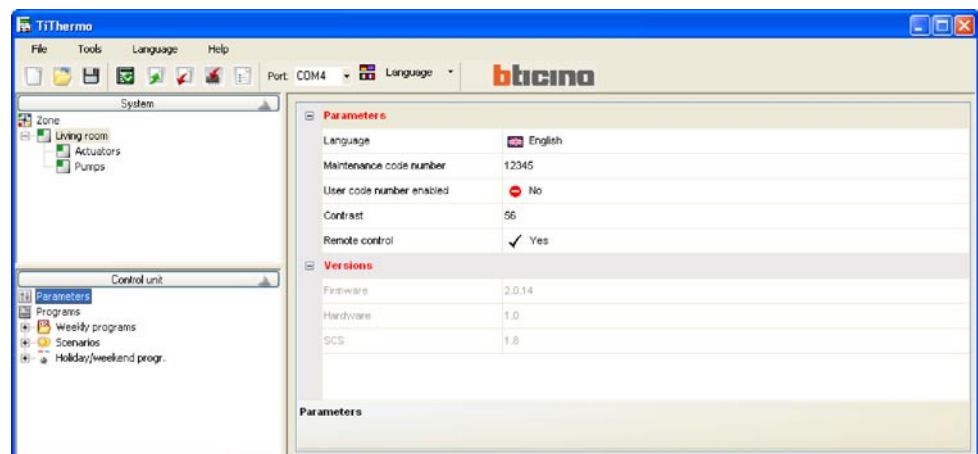 TiThermo
File Tools Language Help
Port: COM4 Language bticino
System
Zone
Living room
Actuators
Pumps
Control unit
Parameters
Programs
Weekly programs
Scenarios
Holiday/weekend progr.
Parameters
Language English
Maintenance code number 12345
User code number enabled No
Contrast 56
Remote control Yes
Versions
Firmware 2.0.14
Hardware 1.0
SCS 1.8
Parameters